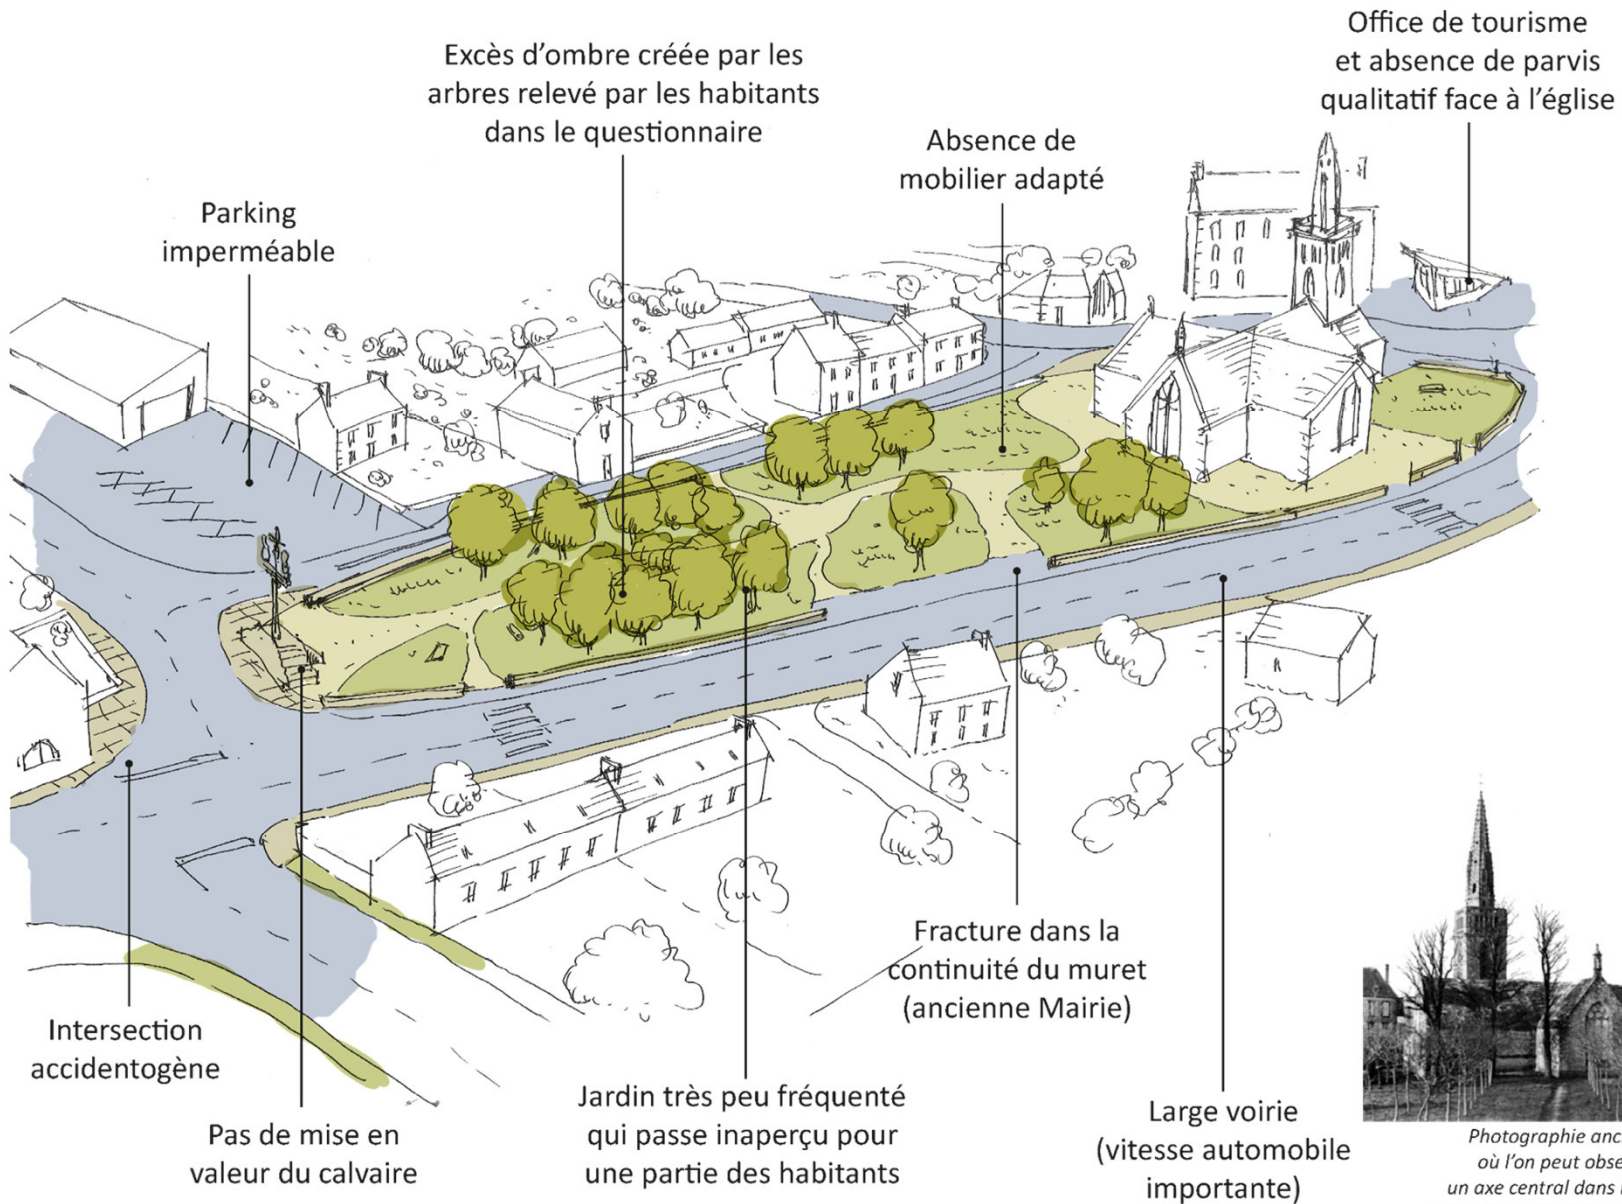 Office de tourisme
et absence de parvis
qualitatif face à l'église
Excès d'ombre créée par les
arbres relevé par les habitants
dans le questionnaire
Absence de
mobilier adapté
Parking
imperméable
Fracture dans la
continuité du muret
(ancienne Mairie)
Intersection
accidentogène
Jardin très peu fréquenté
qui passe inaperçu pour
une partie des habitants
Large voirie
(vitesse automobile
importante)
Pas de mise en
valeur du calvaire
Photographie anc
où l'on peut obse
un axe central dans